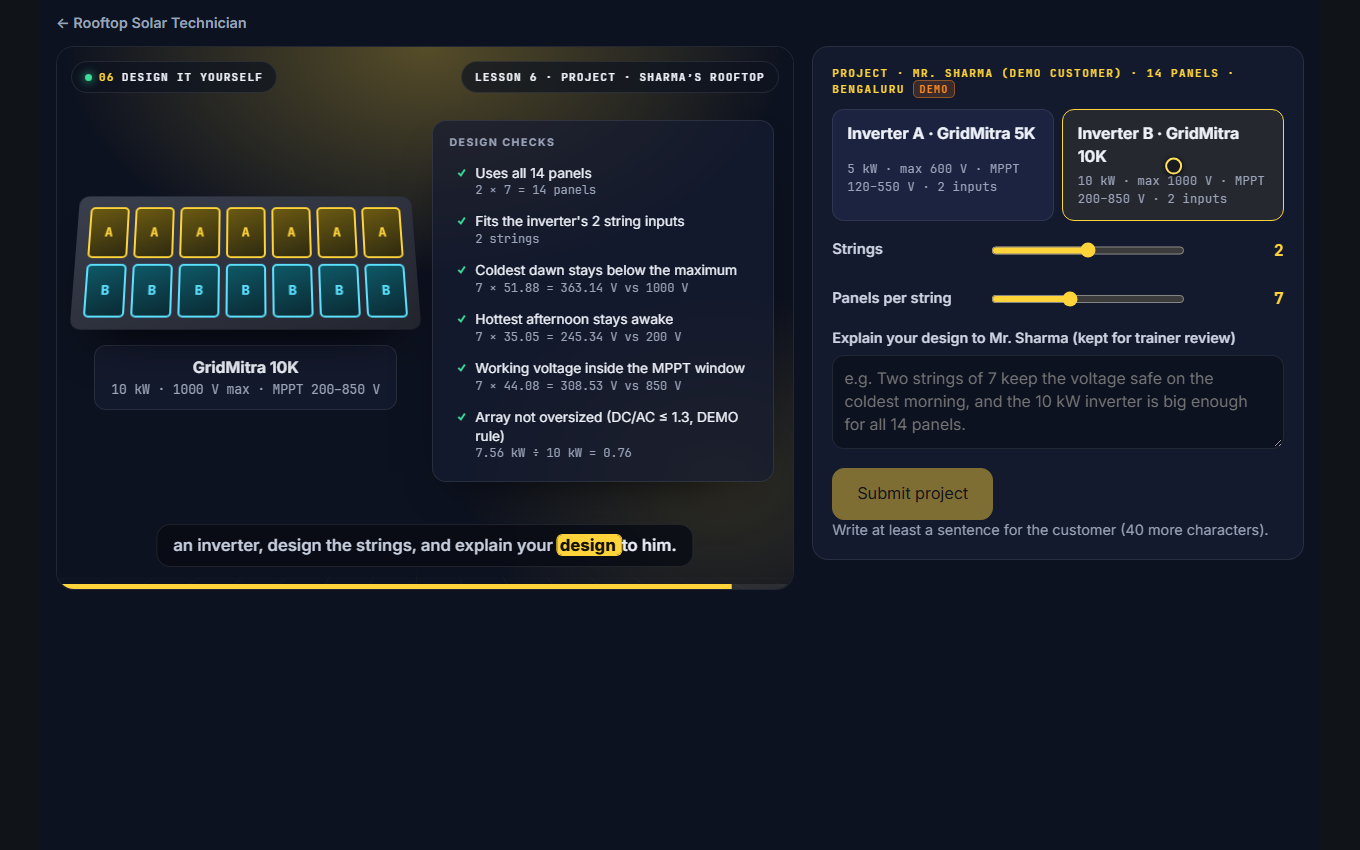 ← Rooftop Solar Technician
06 DESIGN IT YOURSELF
LESSON 6 · PROJECT · SHARMA'S ROOFTOP
DESIGN CHECKS
Uses all 14 panels
2 × 7 = 14 panels
Fits the inverter's 2 string inputs
2 strings
Coldest dawn stays below the maximum
7 × 51.88 = 363.14 V vs 1000 V
Hottest afternoon stays awake
7 × 35.05 = 245.34 V vs 200 V
Working voltage inside the MPPT window
7 × 44.08 = 308.53 V vs 850 V
Array not oversized (DC/AC ≤ 1.3, DEMO
rule)
7.56 kW ÷ 10 kW = 0.76
A A A A A A A
B B B B B B B
GridMitra 10K
10 kW · 1000 V max · MPPT 200–850 V
an inverter, design the strings, and explain your design to him.
PROJECT · MR. SHARMA (DEMO CUSTOMER) · 14 PANELS ·
BENGALURU DEMO
Inverter A · GridMitra 5K
5 kW · max 600 V · MPPT
120–550 V · 2 inputs
Inverter B · GridMitra
10K
10 kW · max 1000 V · MPPT
200–850 V · 2 inputs
Strings 2
Panels per string 7
Explain your design to Mr. Sharma (kept for trainer review)
e.g. Two strings of 7 keep the voltage safe on the
coldest morning, and the 10 kW inverter is big enough
for all 14 panels.
Submit project
Write at least a sentence for the customer (40 more characters).